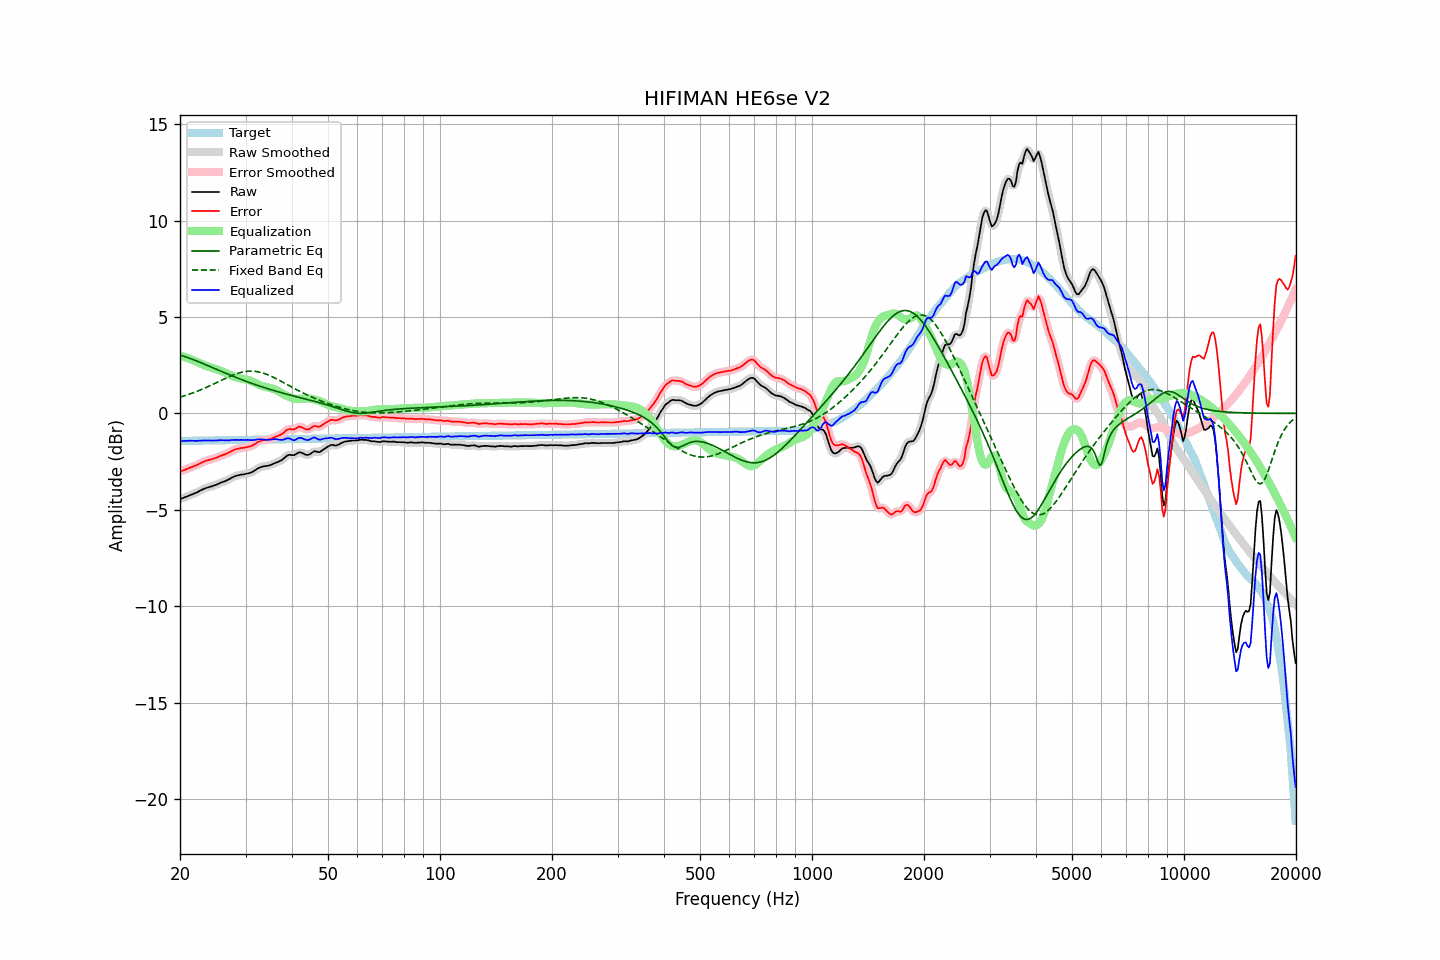 HIFIMAN HE6se V2
Target
Raw Smoothed
Error Smoothed
Raw
Error
Equalization
Parametric Eq
Fixed Band Eq
Equalized
15
10
5
0
−5
−10
−15
−20
Amplitude (dBr)
20
50
100
200
500
1000
2000
5000
10000
20000
Frequency (Hz)